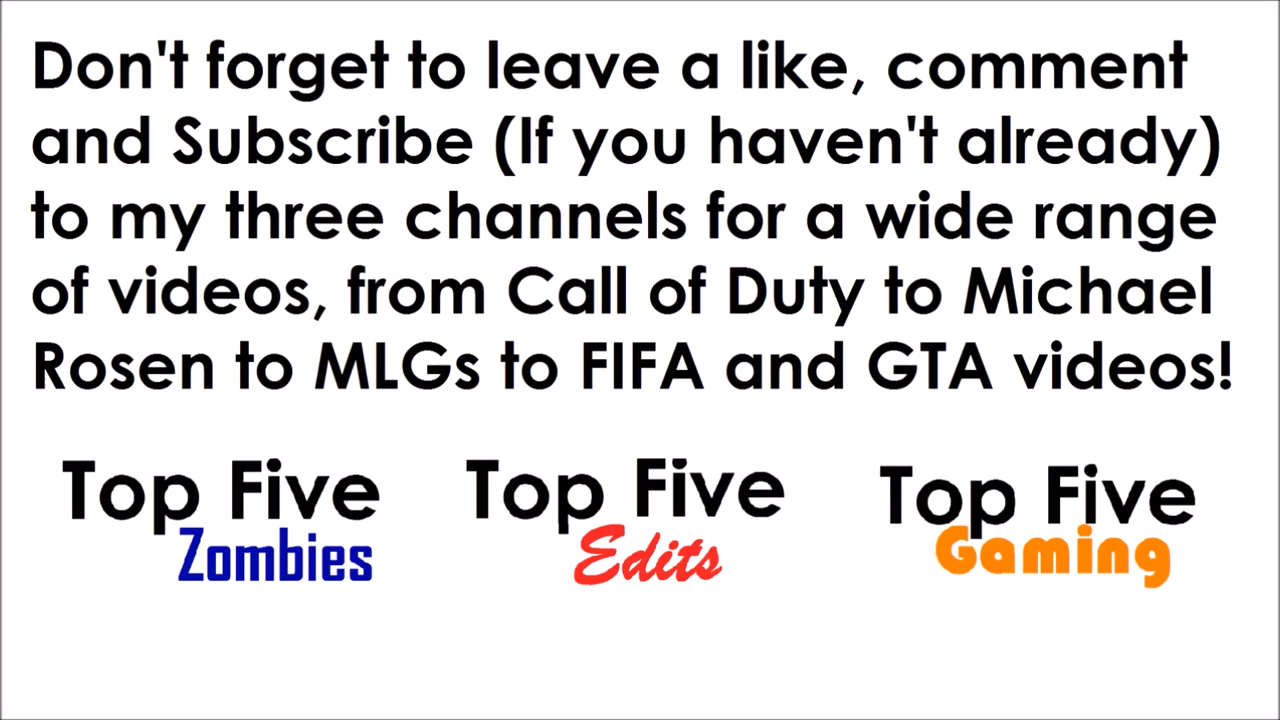 Don't forget to leave a like, comment
and Subscribe (If you haven't already)
to my three channels for a wide range
of videos, from Call of Duty to Michael
Rosen to MLGs to FIFA and GTA videos!
Top Five
Zombies
Top Five
Edits
Top Five
Gaming